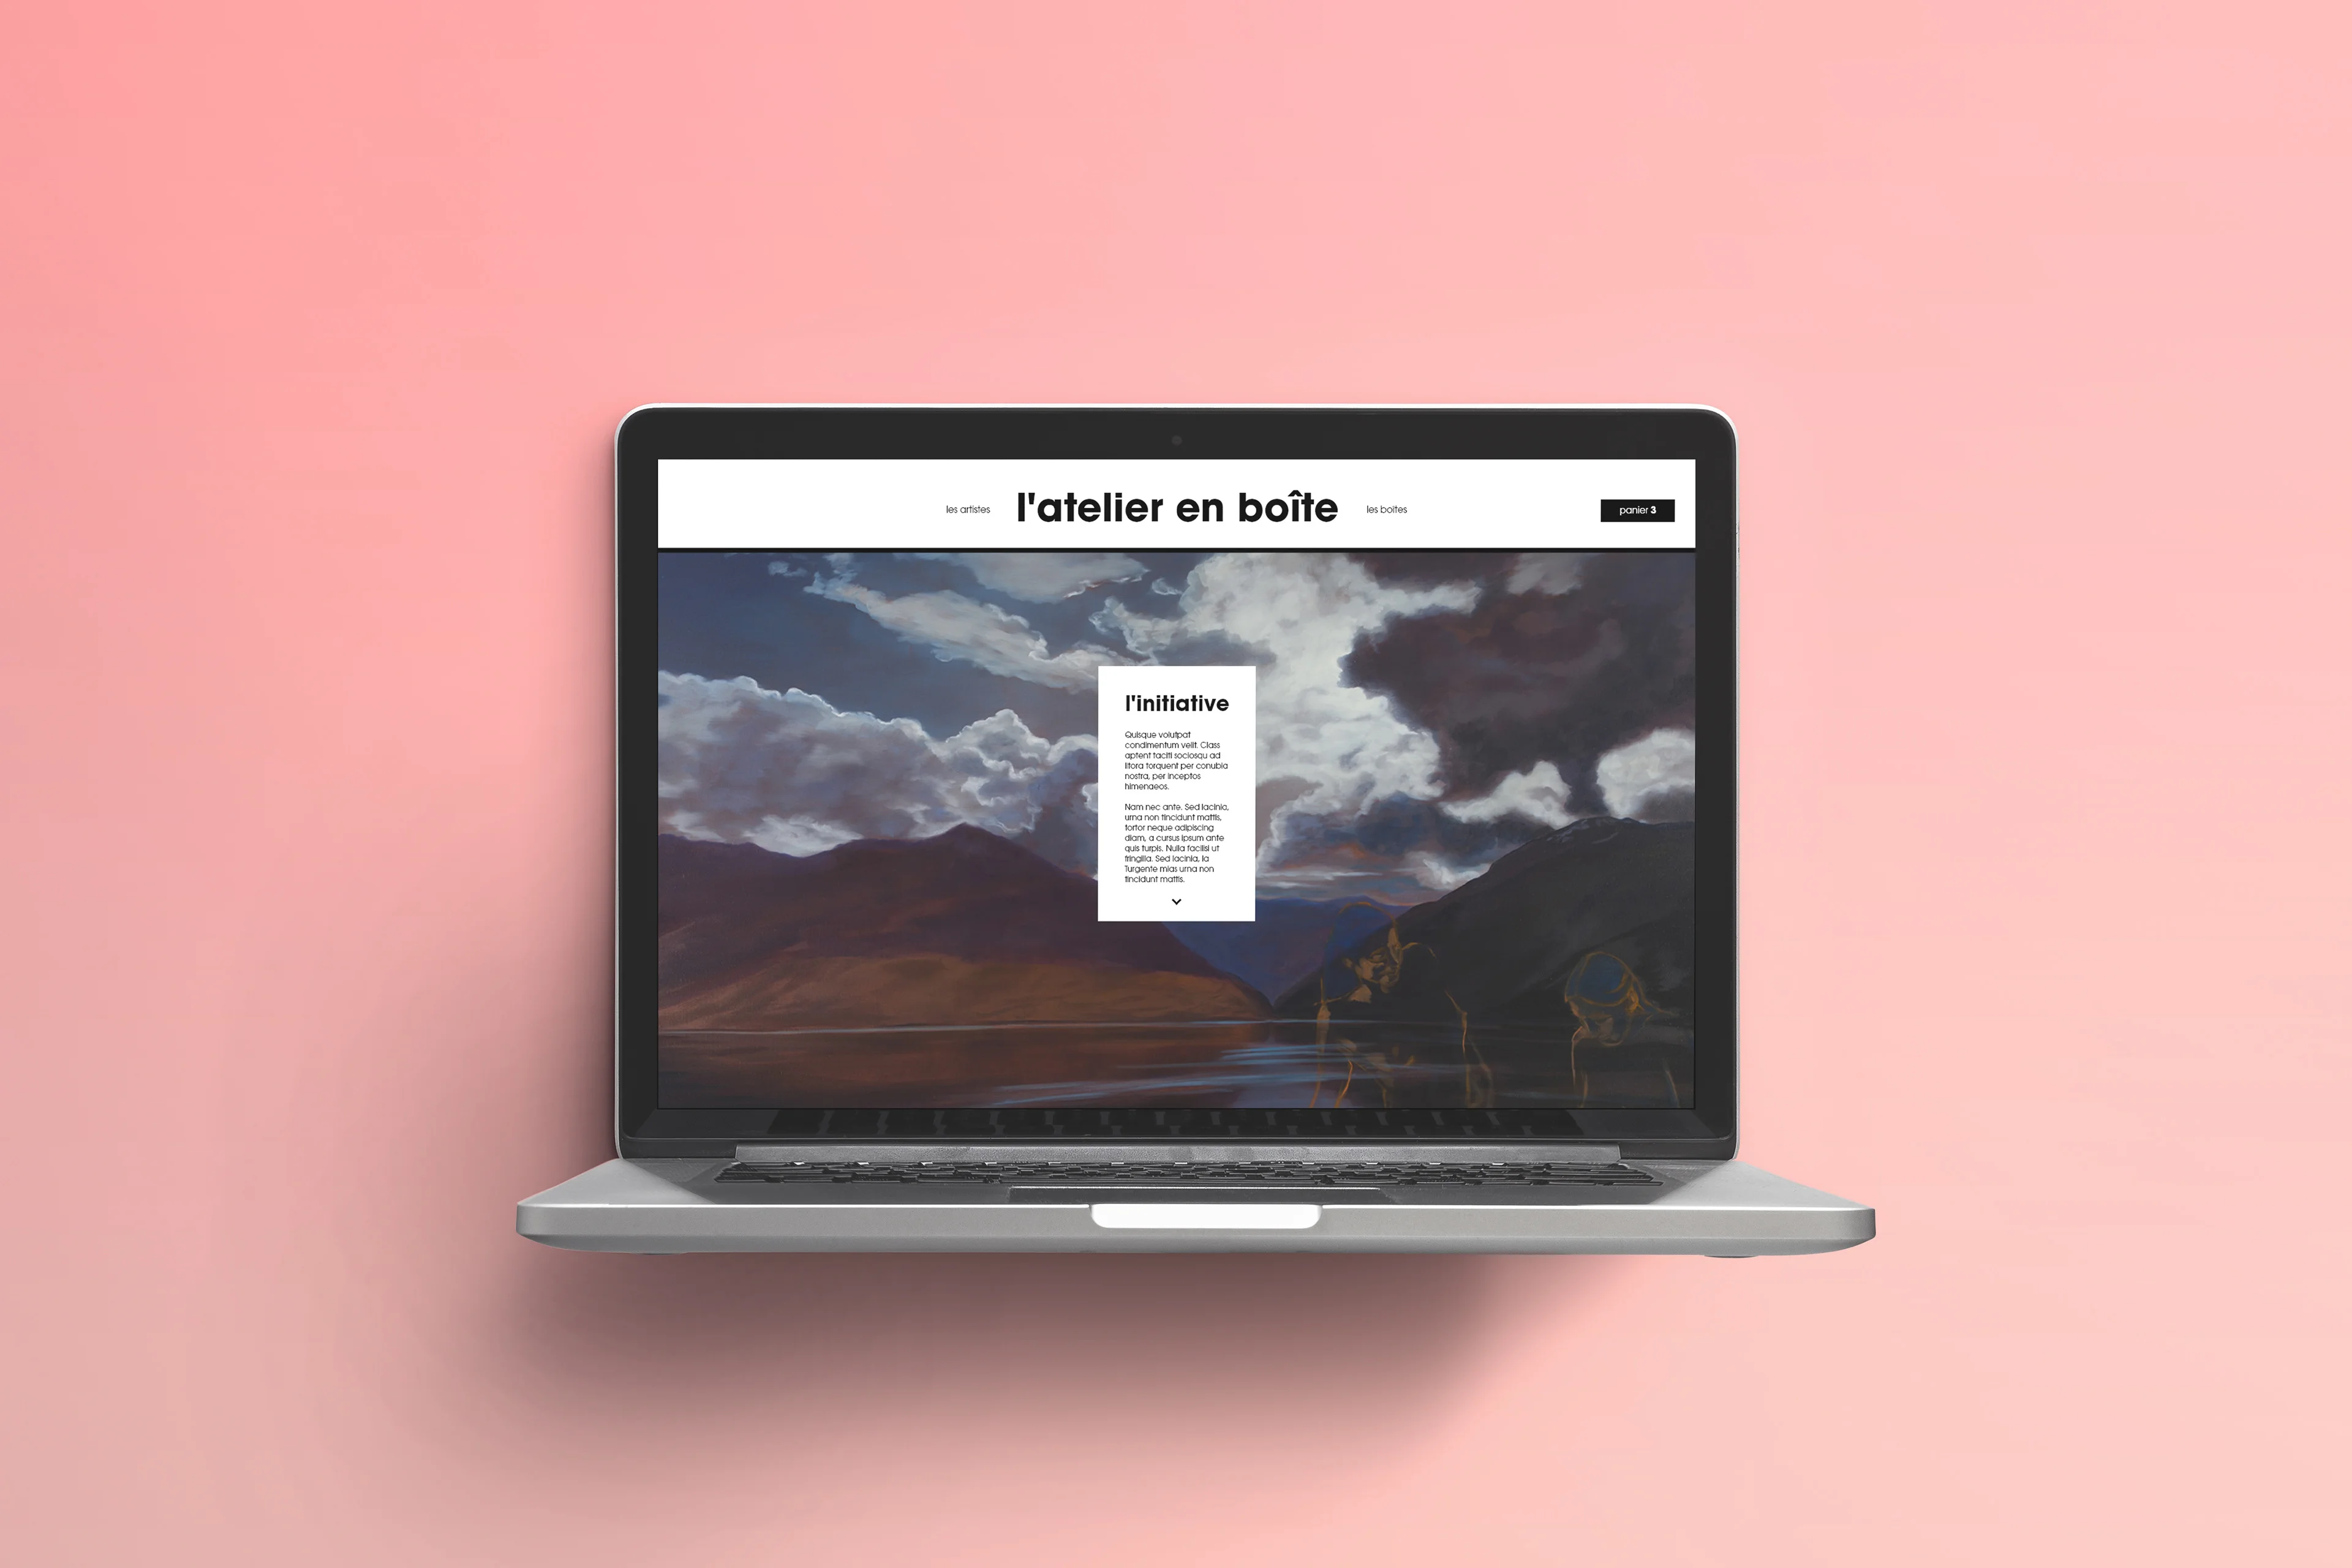 les artistes l'atelier en boîte les boîtes panier 3
l'initiative
Quisque volutpat
condimentum velit. Class
aptent taciti sociosqu ad
litora torquent per conubia
nostra, per inceptos
himenaeos.
Nam nec ante. Sed lacinia,
urna non tincidunt mattis,
tortor neque adipiscing
diam, a cursus ipsum ante
quis turpis. Nulla facilisi ut
fringilla. Sed lacinia, la
Turgente mias urna non
tincidunt mattis.